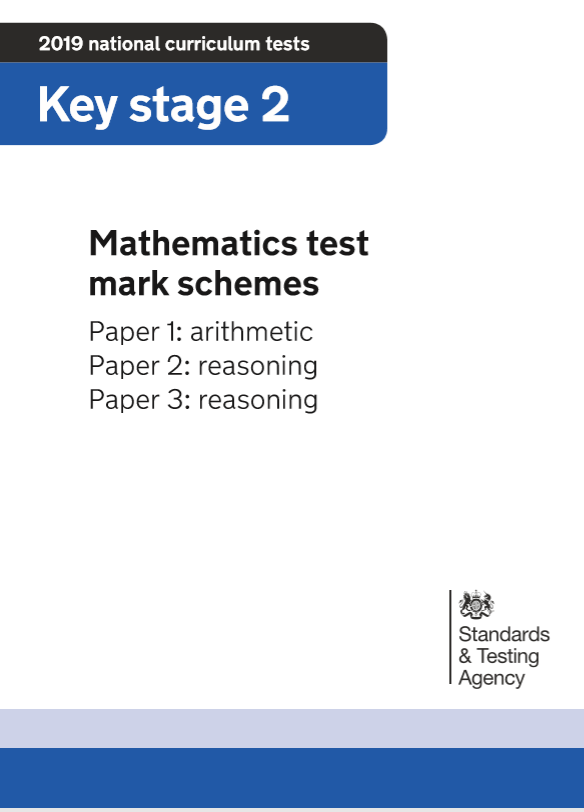 2019 national curriculum tests
Key stage 2
Mathematics test
mark schemes
Paper 1: arithmetic
Paper 2: reasoning
Paper 3: reasoning
Standards
& Testing
Agency